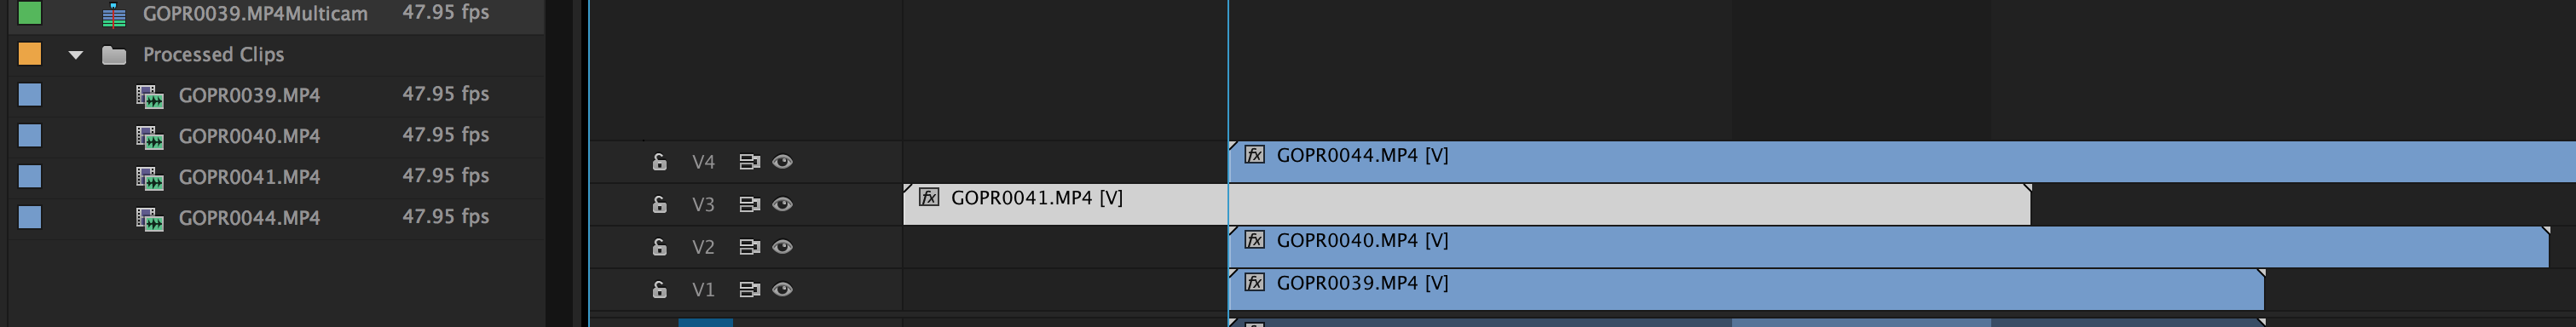 GOPR0039.MP4Multicam 47.95 fps
Processed Clips
GOPR0039.MP4 47.95 fps
GOPR0040.MP4 47.95 fps
GOPR0041.MP4 47.95 fps
GOPR0044.MP4 47.95 fps
V4 fx GOPR0044.MP4 [V]
V3 fx GOPR0041.MP4 [V]
V2 fx GOPR0040.MP4 [V]
V1 fx GOPR0039.MP4 [V]